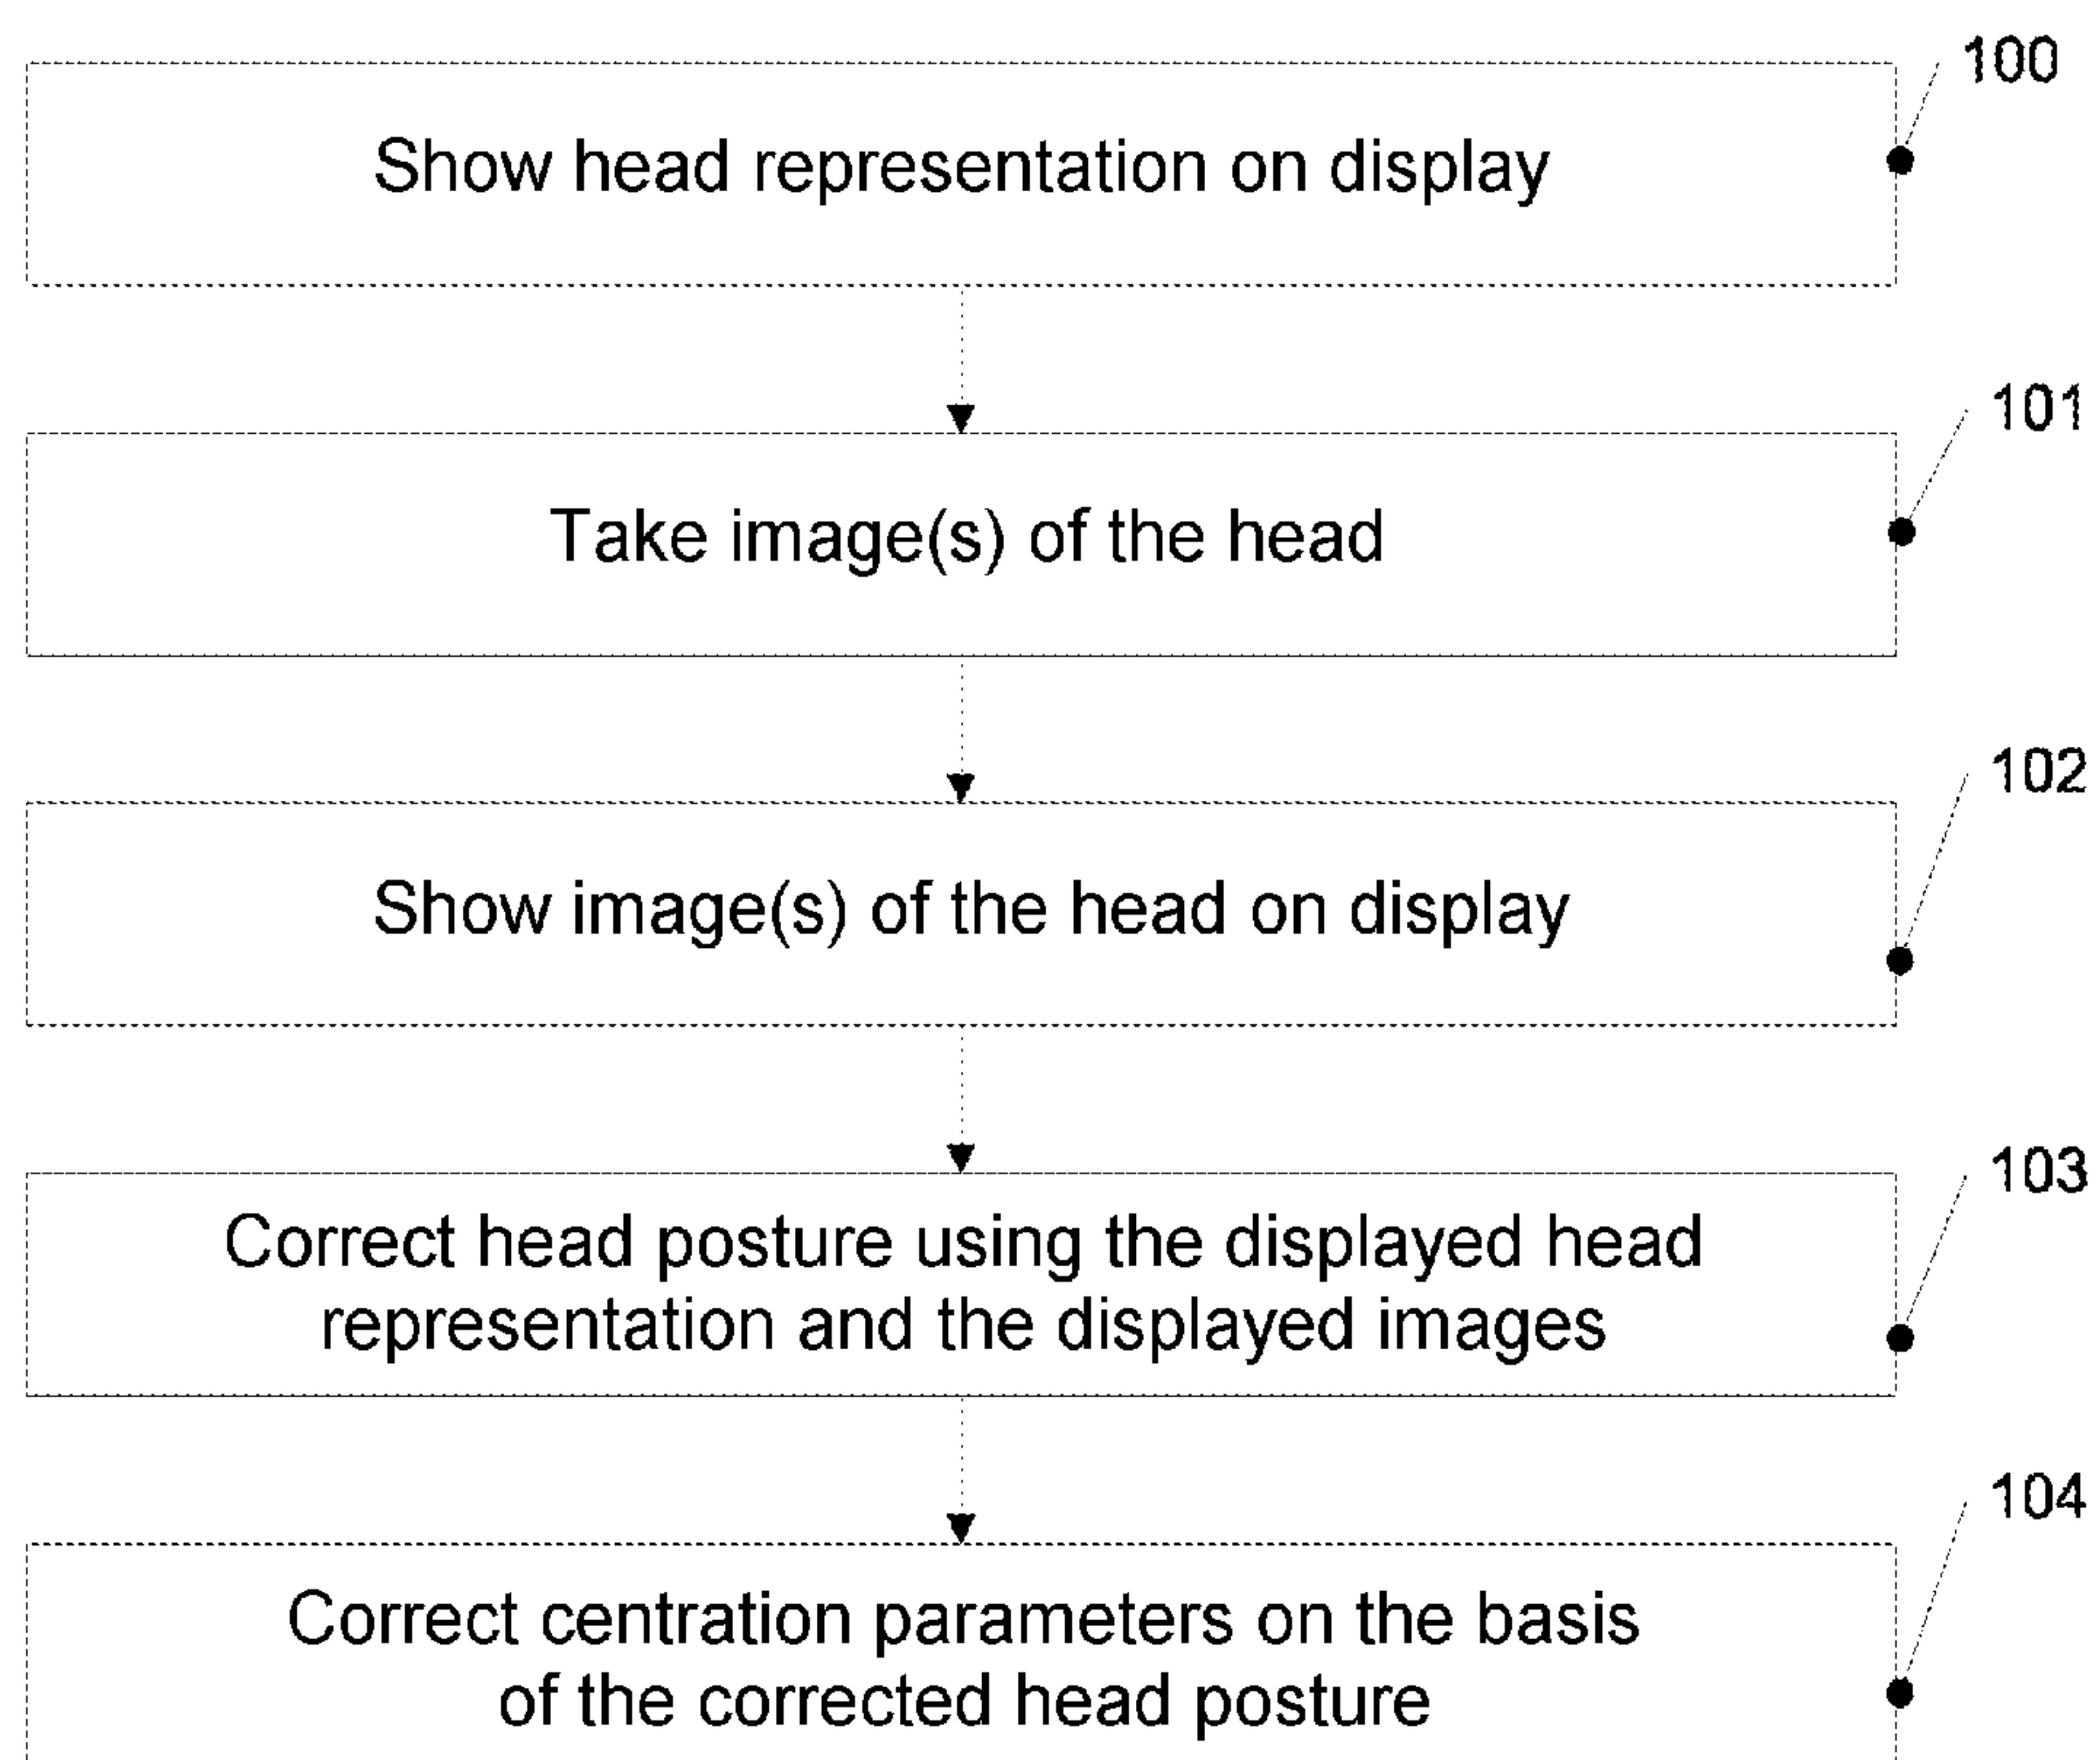 100
Show head representation on display
101
Take image(s) of the head
102
Show image(s) of the head on display
103
Correct head posture using the displayed head
representation and the displayed images
104
Correct centration parameters on the basis
of the corrected head posture